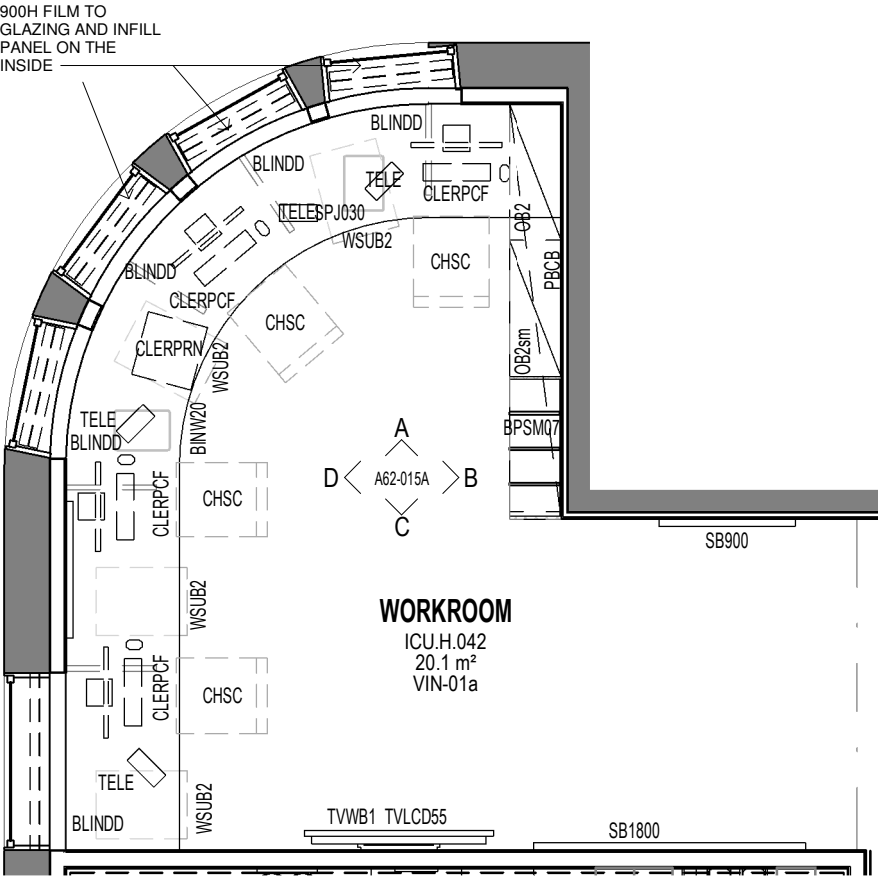 900H FILM TO
GLAZING AND INFILL
PANEL ON THE
INSIDE
BLINDD
BLINDD
TELE
CLERPCF
OB2
TELE
SPJ030
WSUB2
PBCB
CHSC
BLINDD
CLERPCF
CHSC
CLERPRN
WSUB2
OB2sm
TELE
BLINDD
BINW20
BPSM07
A
D
A62-015A
B
C
CLERPCF
CHSC
SB900
WSUB2
WORKROOM
ICU.H.042
20.1 m²
VIN-01a
CLERPCF
CHSC
TELE
BLINDD
WSUB2
TVWB1 TVLCD55
SB1800